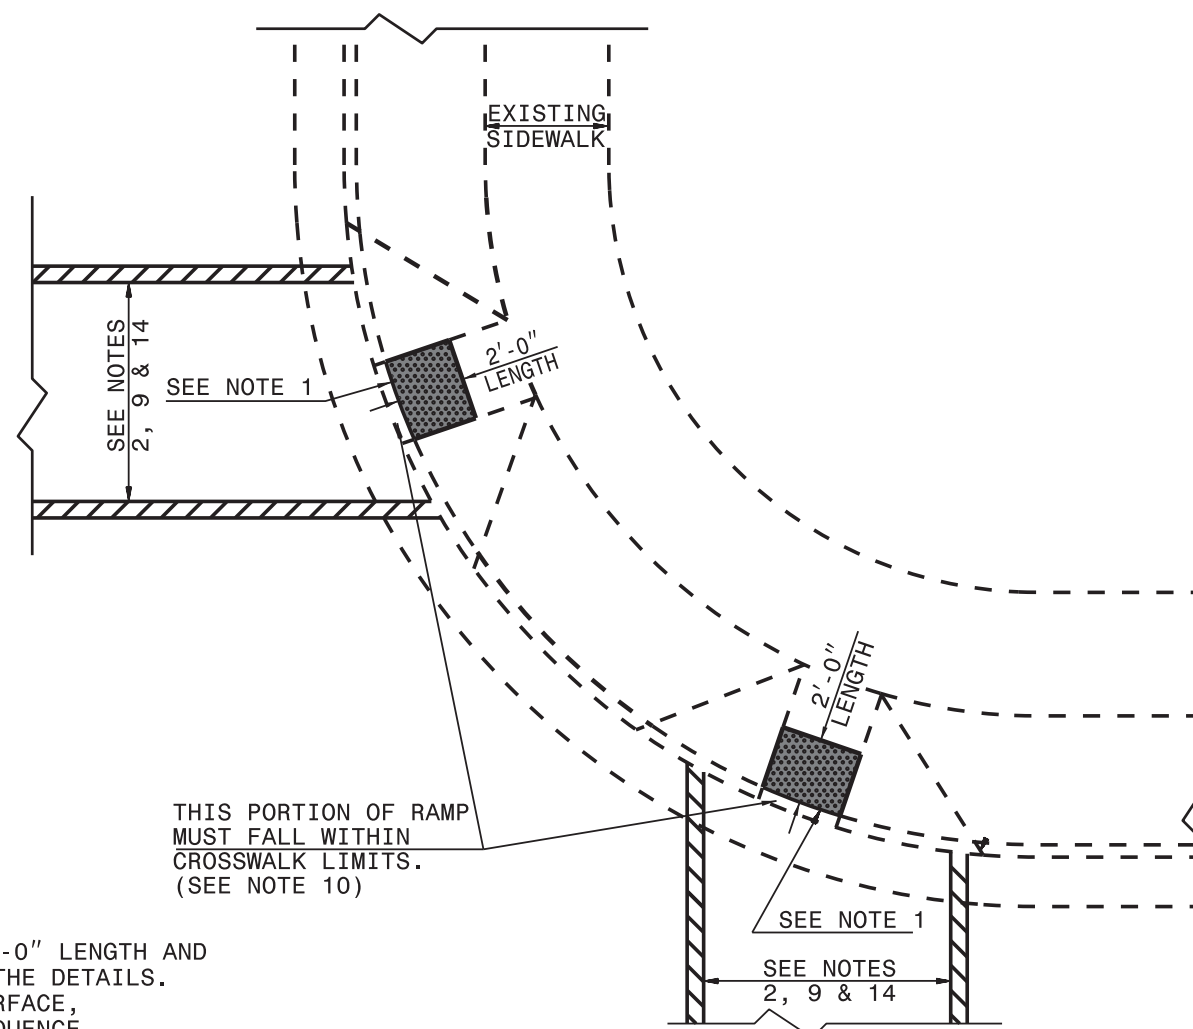 EXISTING
SIDEWALK
SEE NOTES
2, 9 & 14
SEE NOTE 1
2'-0"
LENGTH
2'-0"
LENGTH
THIS PORTION OF RAMP
MUST FALL WITHIN
CROSSWALK LIMITS.
(SEE NOTE 10)
SEE NOTE 1
SEE NOTES
2, 9 & 14
-0" LENGTH AND
THE DETAILS.
RFACE,